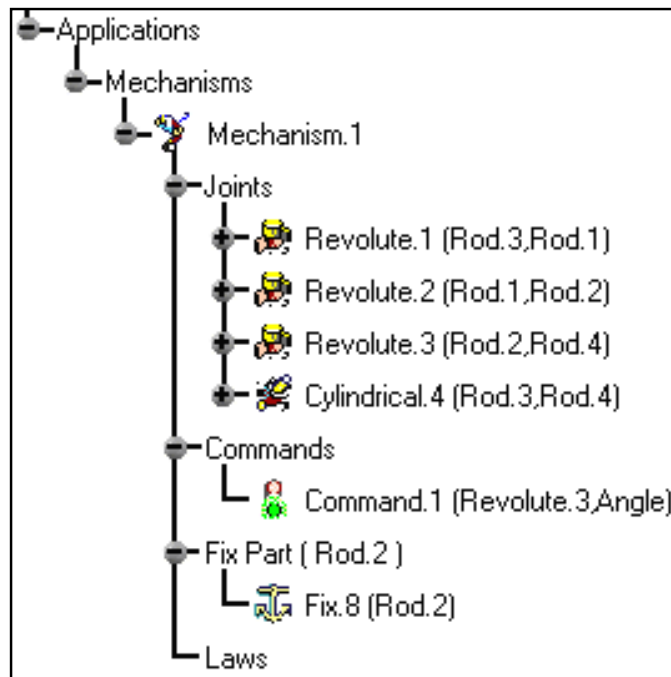 Applications
Mechanisms
Mechanism.1
Joints
Revolute.1 (Rod.3,Rod.1)
Revolute.2 (Rod.1,Rod.2)
Revolute.3 (Rod.2,Rod.4)
Cylindrical.4 (Rod.3,Rod.4)
Commands
Command.1 (Revolute.3,Angle)
Fix Part ( Rod.2 )
Fix.8 (Rod.2)
Laws